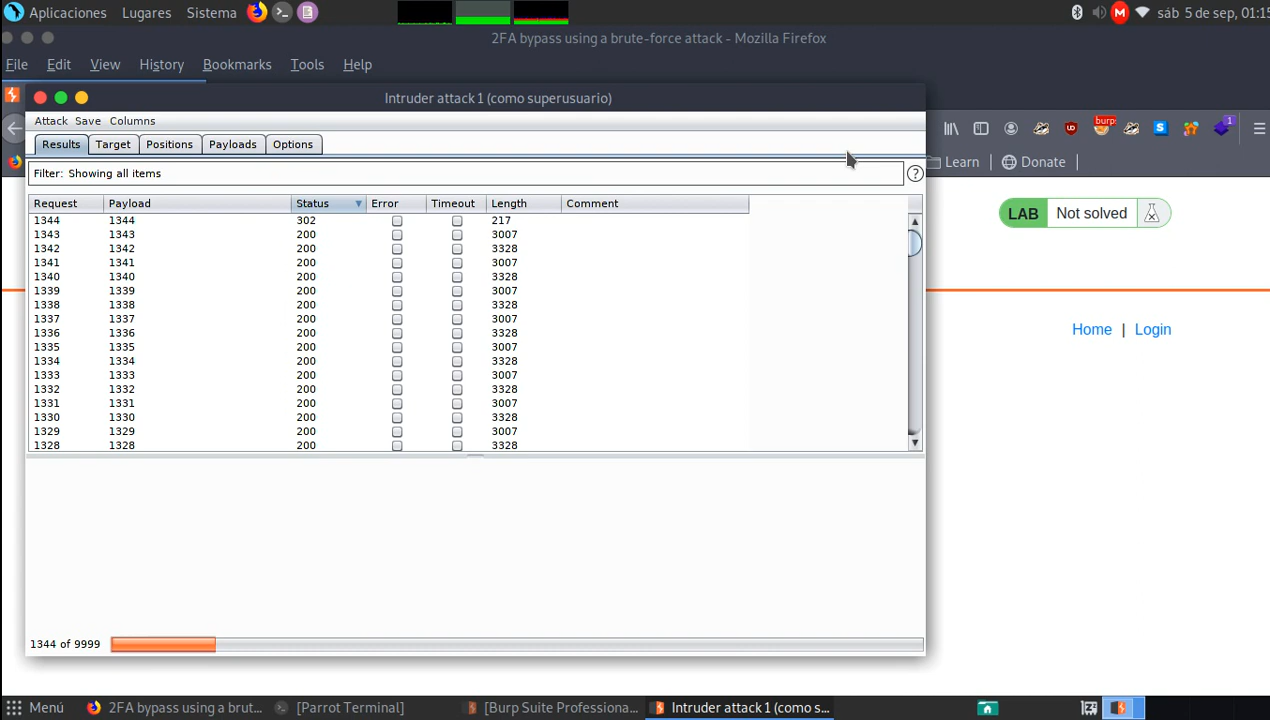 Aplicaciones Lugares Sistema sáb 5 de sep, 01:15
2FA bypass using a brute-force attack - Mozilla Firefox
File Edit View History Bookmarks Tools Help
Intruder attack 1 (como superusuario)
Attack Save Columns
Results Target Positions Payloads Options
Filter: Showing all items
Request Payload Status Error Timeout Length Comment
1344 1344 302 217
1343 1343 200 3007
1342 1342 200 3328
1341 1341 200 3007
1340 1340 200 3328
1339 1339 200 3007
1338 1338 200 3328
1337 1337 200 3007
1336 1336 200 3328
1335 1335 200 3007
1334 1334 200 3328
1333 1333 200 3007
1332 1332 200 3328
1331 1331 200 3007
1330 1330 200 3328
1329 1329 200 3007
1328 1328 200 3328
1344 of 9999
burp
1
Learn Donate
LAB Not solved
Home | Login
Menú 2FA bypass using a brut... [Parrot Terminal] [Burp Suite Professiona... Intruder attack 1 (como s...